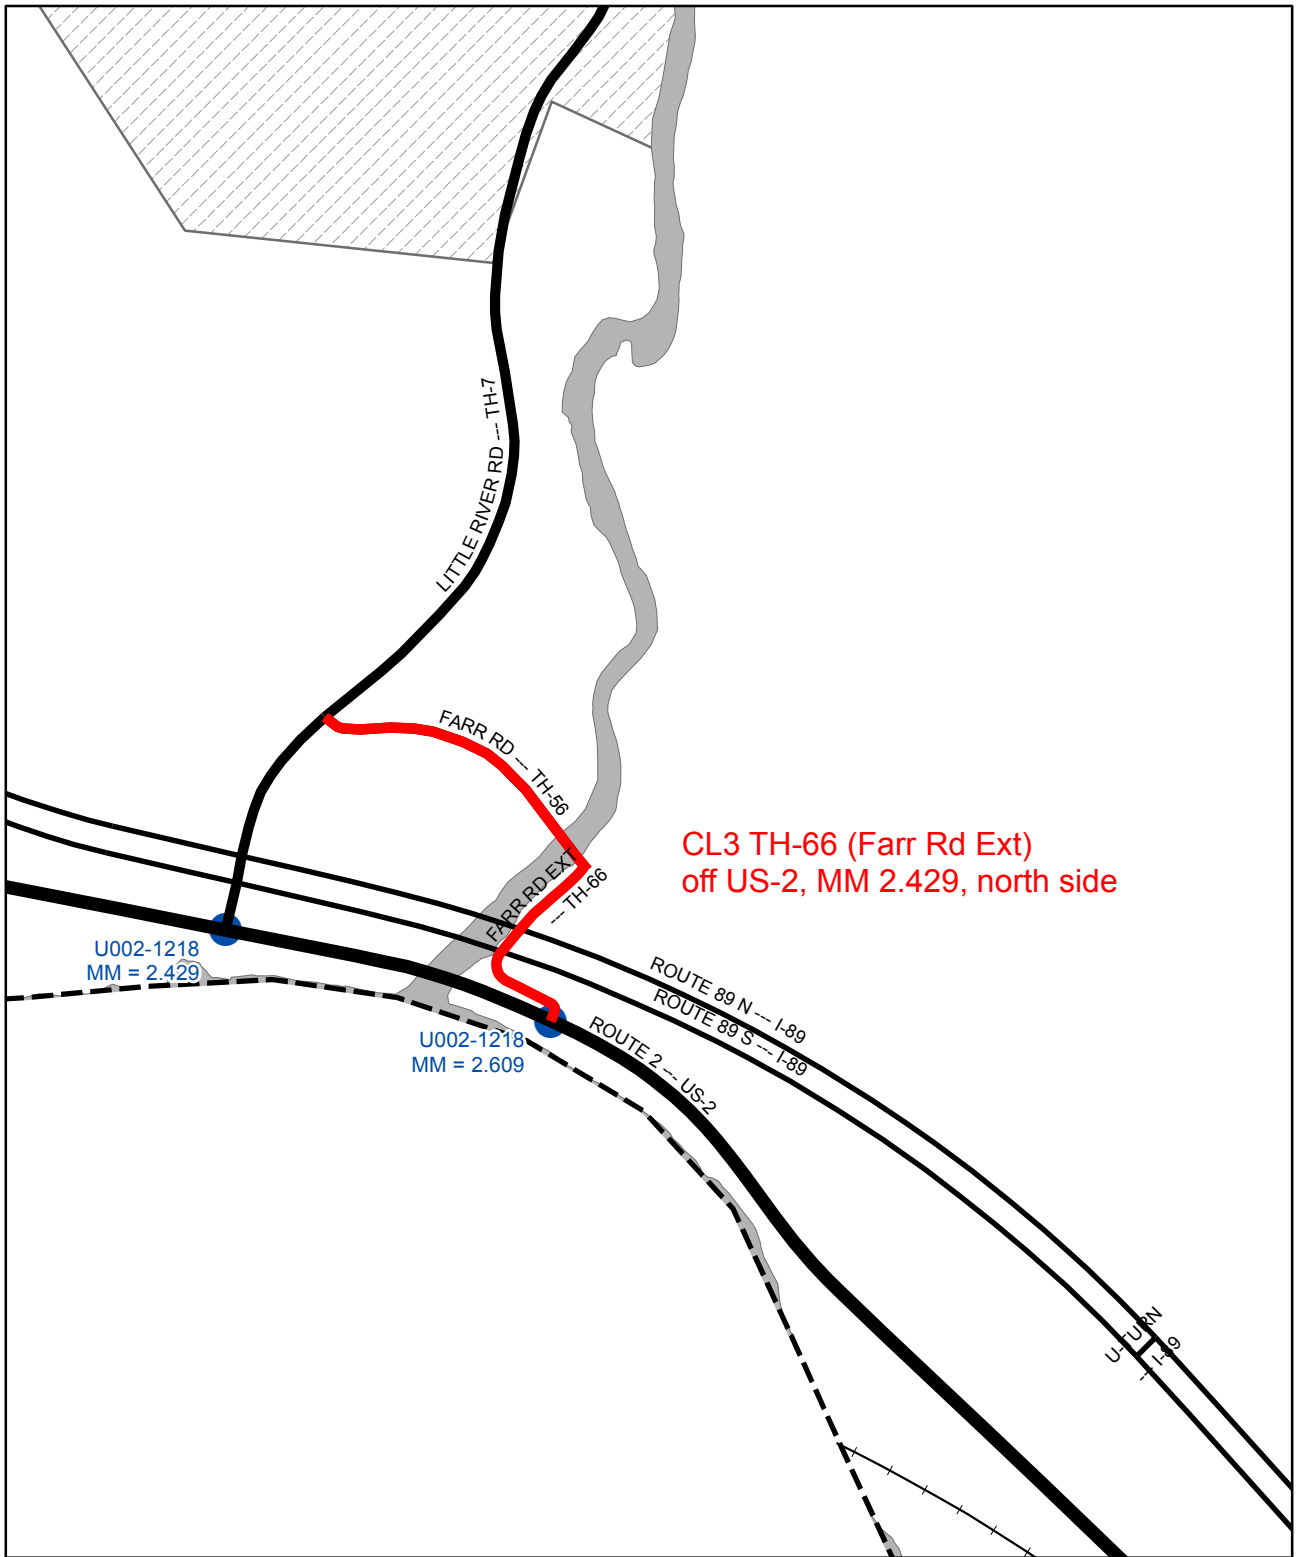 LITTLE RIVER RD --- TH-7
FARR RD --- TH-56
CL3 TH-66 (Farr Rd Ext)
off US-2, MM 2.429, north side
FARR RD EXT
--- TH-66
U002-1218
MM = 2.429
ROUTE 89 N --- I-89
ROUTE 89 S --- I-89
U002-1218
MM = 2.609
ROUTE 2 --- US-2
U-TURN
--- I-89